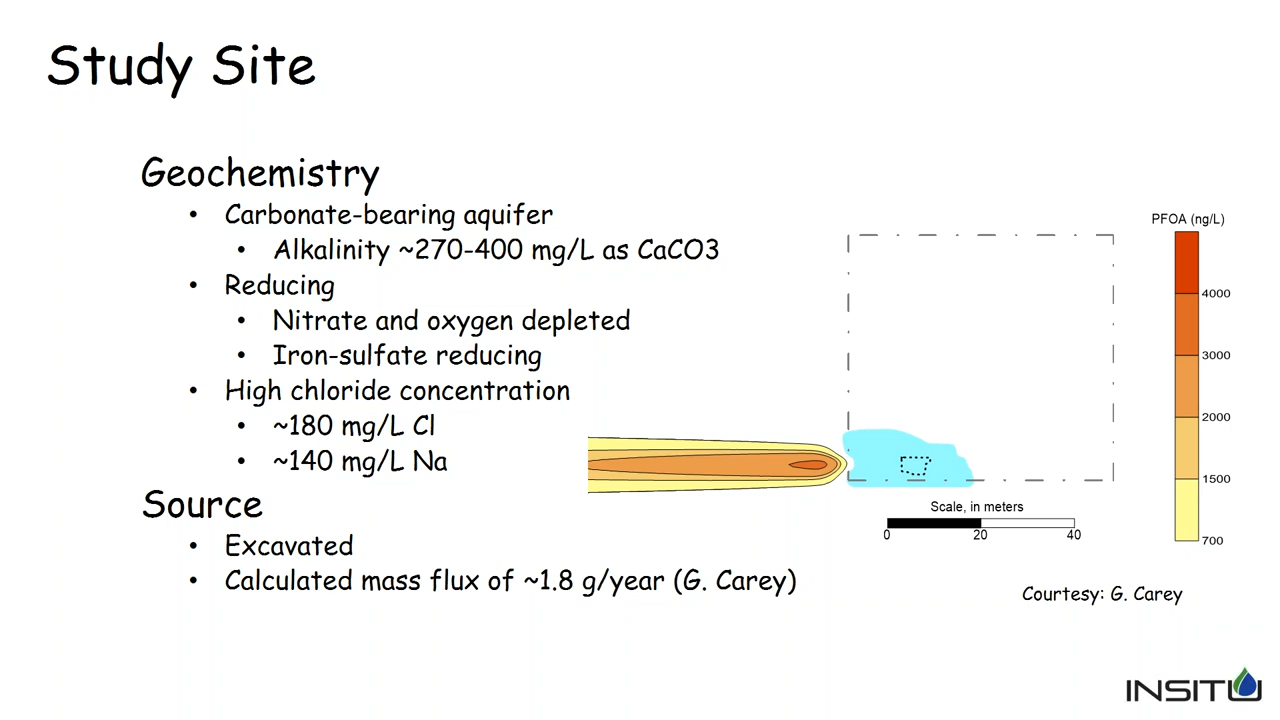 Study Site
Geochemistry
• Carbonate-bearing aquifer
• Alkalinity ~270-400 mg/L as CaCO3
• Reducing
• Nitrate and oxygen depleted
• Iron-sulfate reducing
• High chloride concentration
• ~180 mg/L Cl
• ~140 mg/L Na
Source
• Excavated
• Calculated mass flux of ~1.8 g/year (G. Carey)
PFOA (ng/L)
4000
3000
2000
1500
700
Scale, in meters
0 20 40
Courtesy: G. Carey
INSITU